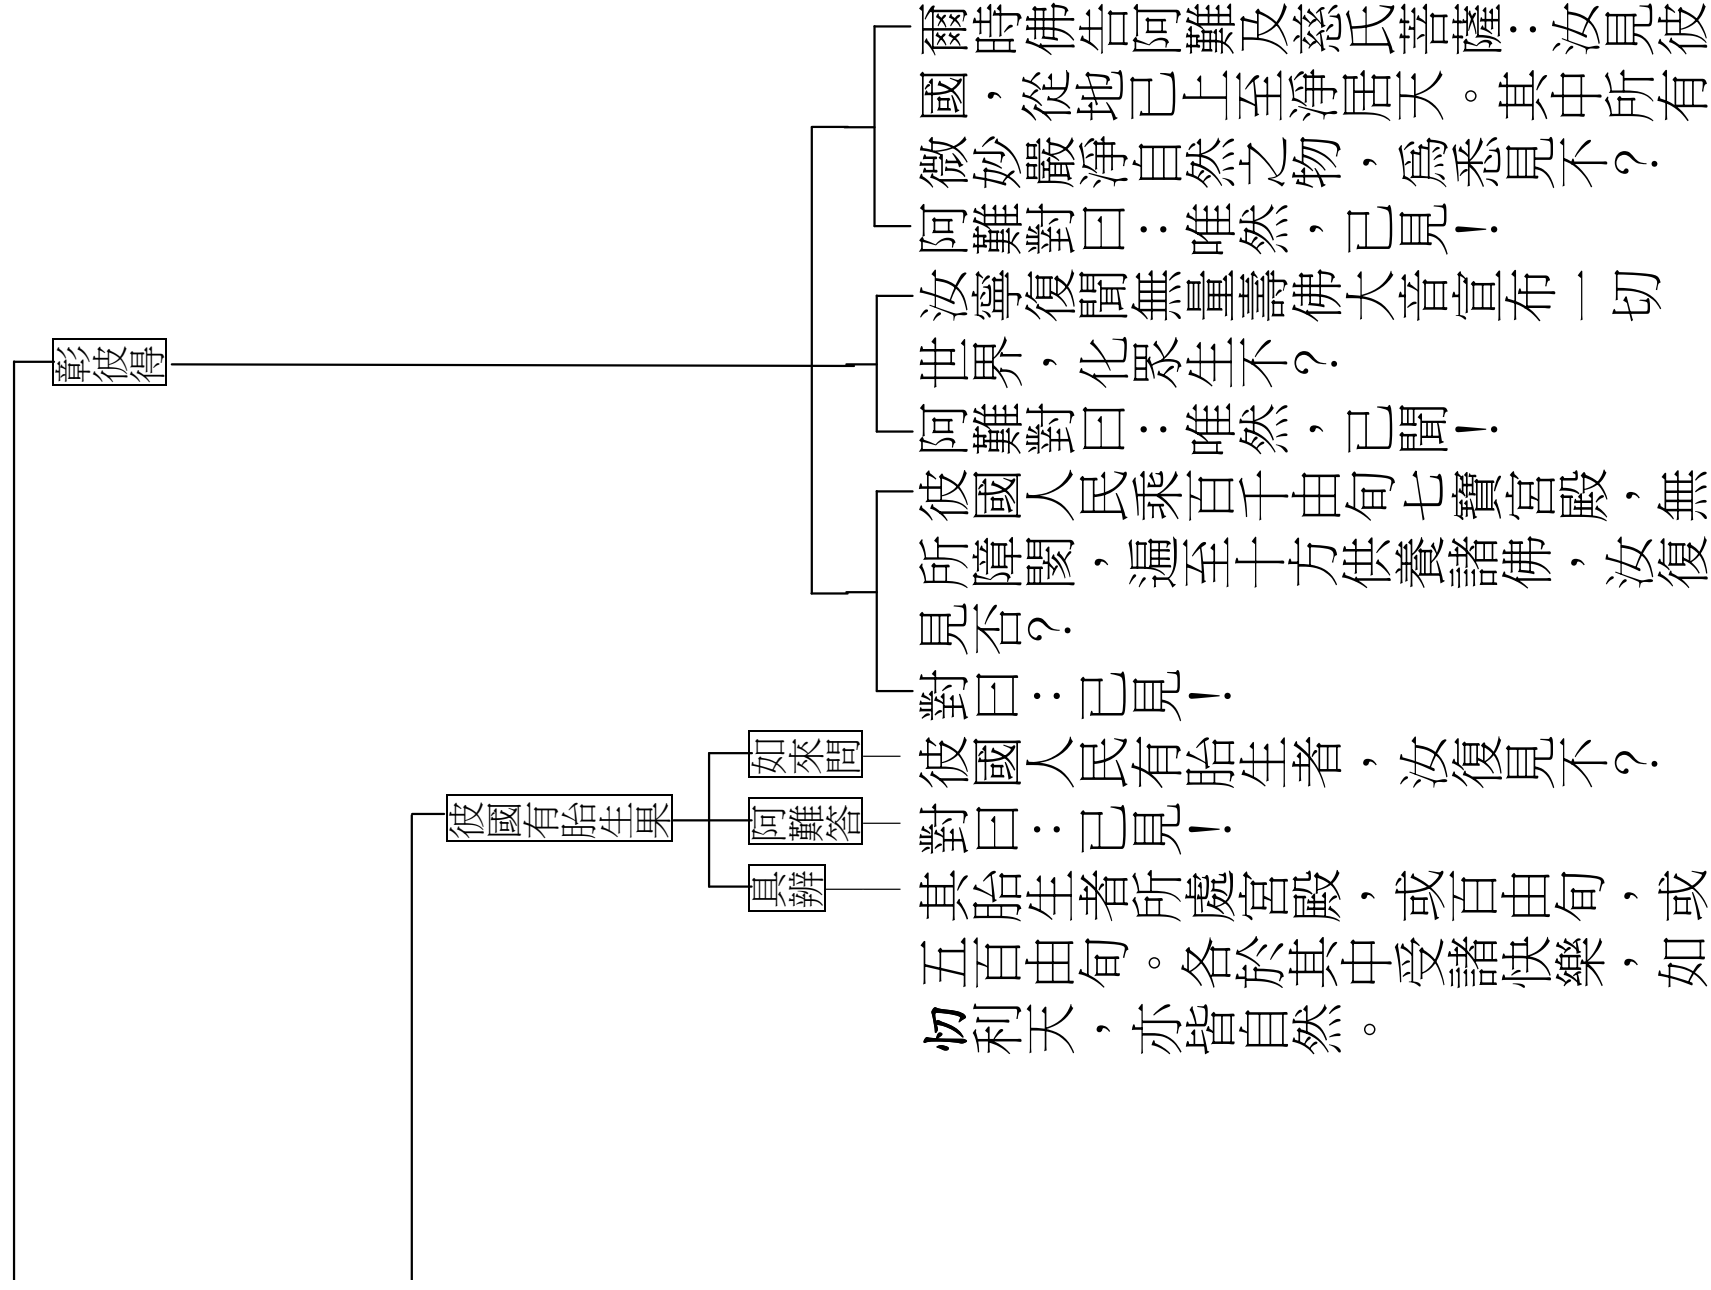 彰彼得
爾時佛告阿難及慈氏菩薩：汝見彼
國，從地已上至淨居天。其中所有
微妙嚴淨自然之物，爲悉見不？
阿難對曰：唯然，已見！
汝寧復聞無量壽佛大音宣布一切
世界，化眾生不？
阿難對曰：唯然，已聞！
彼國人民乘百千由旬七寶宮殿，無
所障閡，遍至十方供養諸佛，汝復
見否？
對曰：已見！
彼國有胎生果
如來問
彼國人民有胎生者，汝復見不？
阿難答
對曰：已見！
具辨
其胎生者所處宮殿，或百由旬，或
五百由旬。各於其中受諸快樂，如
忉利天，亦皆自然。